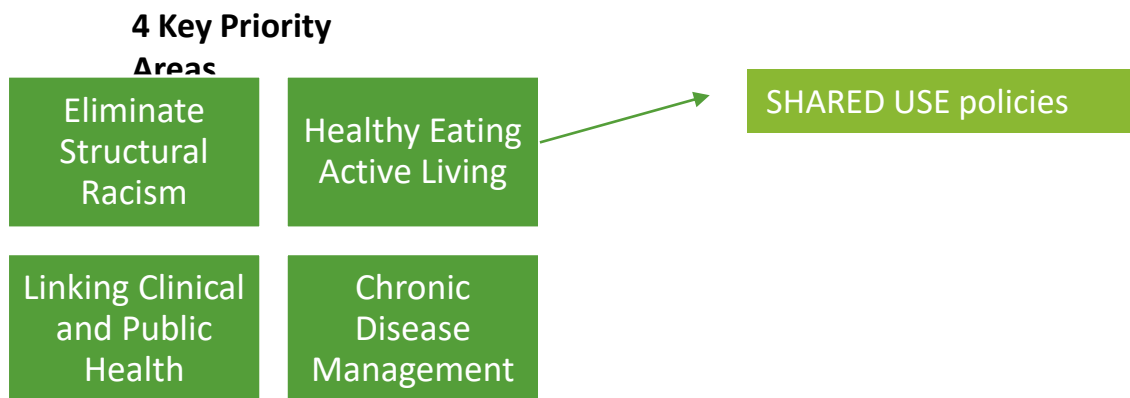 4 Key Priority
Areas
Eliminate
Structural
Racism
Healthy Eating
Active Living
SHARED USE policies
Linking Clinical
and Public
Health
Chronic
Disease
Management